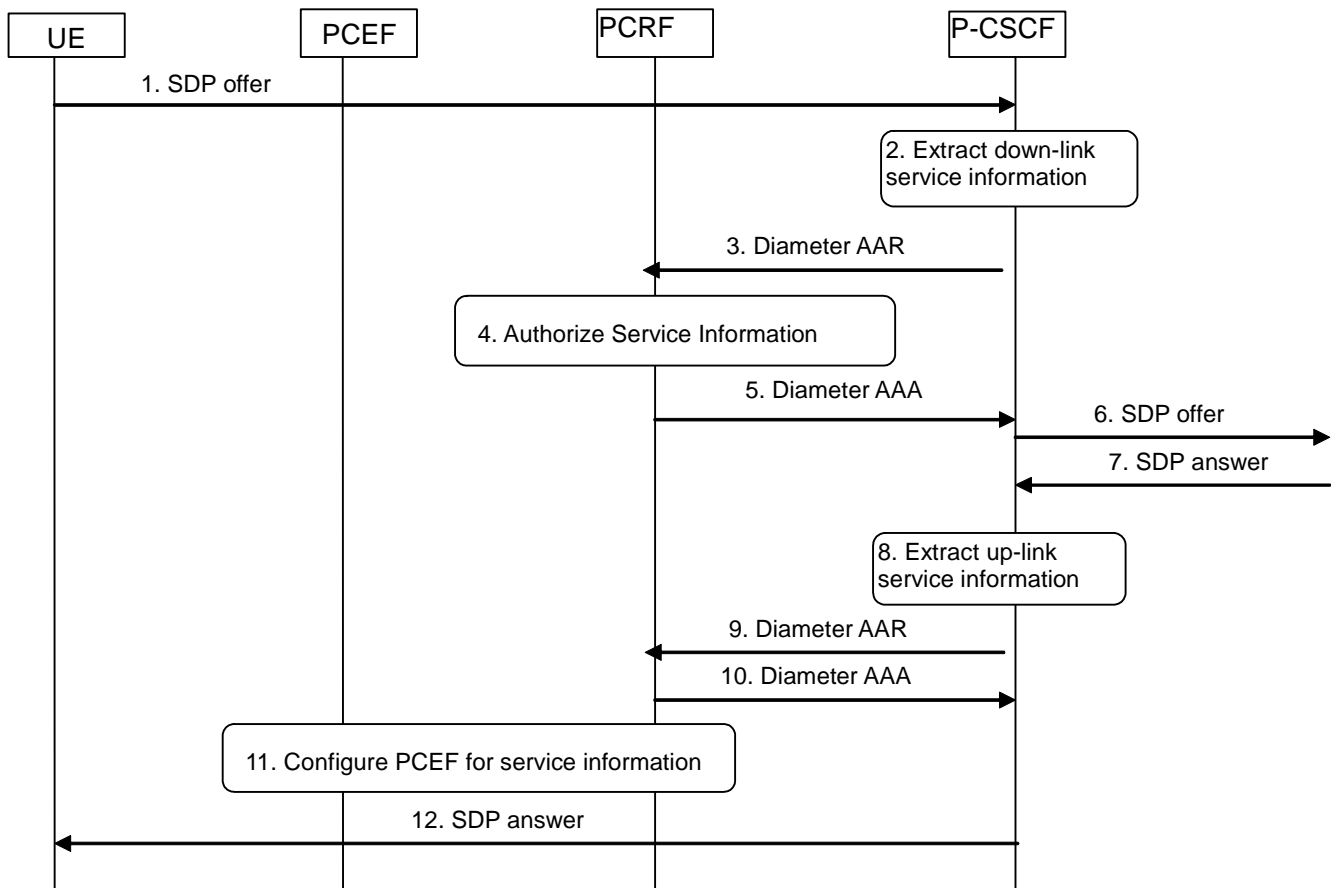 UE
PCEF
PCRF
P-CSCF
1. SDP offer
2. Extract down-link
service information
3. Diameter AAR
4. Authorize Service Information
5. Diameter AAA
6. SDP offer
7. SDP answer
8. Extract up-link
service information
9. Diameter AAR
10. Diameter AAA
11. Configure PCEF for service information
12. SDP answer